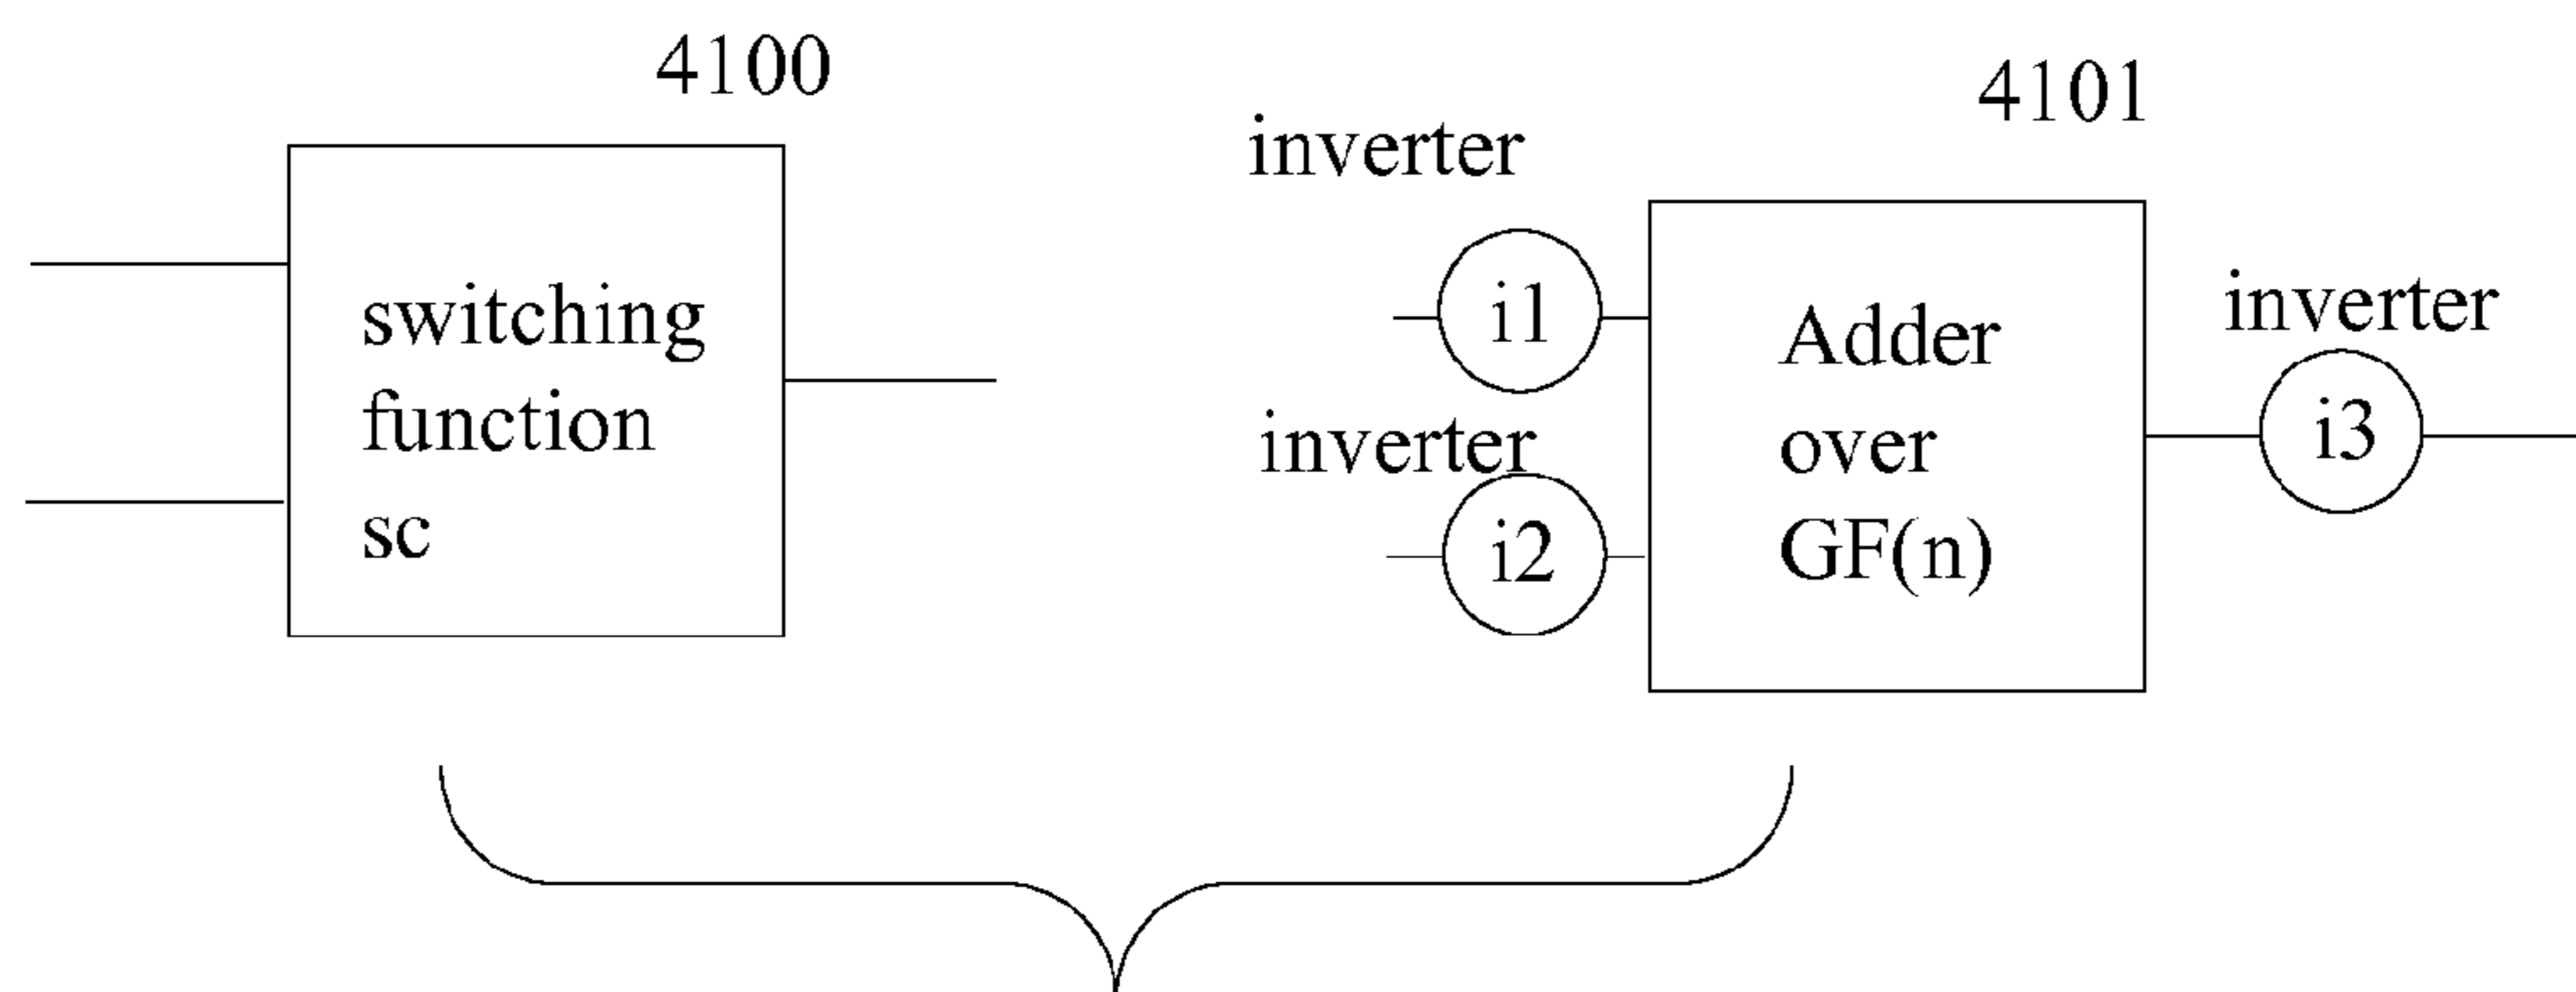 4100
switching
function
sc
4101
inverter
i1
inverter
i2
Adder
over
GF(n)
inverter
i3